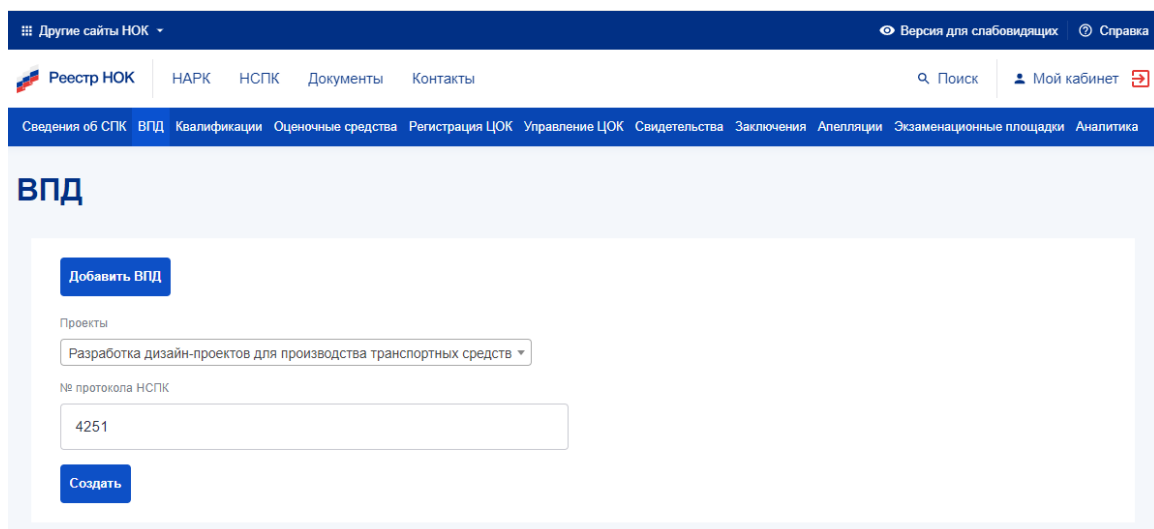 Другие сайты НОК
Версия для слабовидящих
Справка
Реестр НОК
НАРК
НСПК
Документы
Контакты
Поиск
Мой кабинет
Сведения об СПК ВПД Квалификации Оценочные средства Регистрация ЦОК Управление ЦОК Свидетельства Заключения Апелляции Экзаменационные площадки Аналитика
ВПД
Добавить ВПД
Проекты
Разработка дизайн-проектов для производства транспортных средств
№ протокола НСПК
4251
Создать